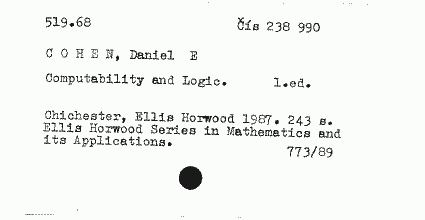 519.68 Čís 238 990
C O H E N, Daniel E
Computability and Logic. 1.ed.
Chichester, Ellis Horwood 1987. 243 s.
Ellis Horwood Series in Mathematics and
its Applications.
773/89